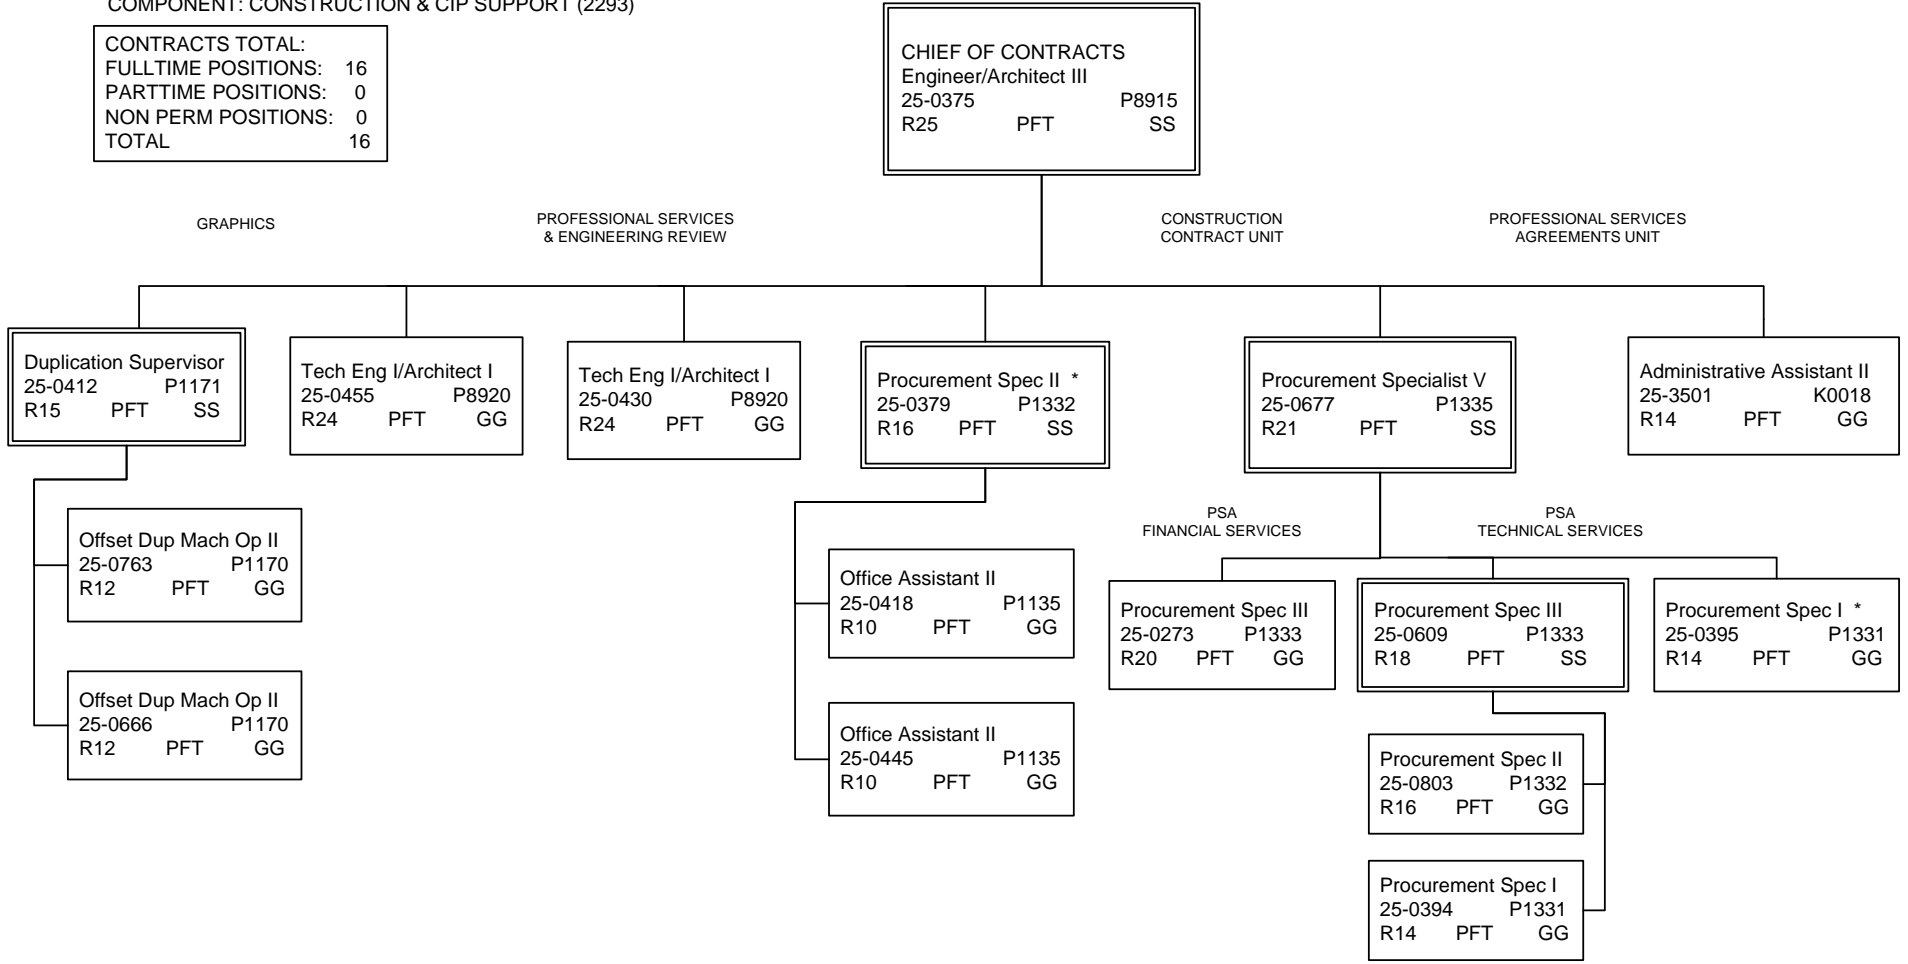 COMPONENT: CONSTRUCTION & CIP SUPPORT (2293)
CONTRACTS TOTAL:
FULLTIME POSITIONS: 16
PARTTIME POSITIONS: 0
NON PERM POSITIONS: 0
TOTAL 16
CHIEF OF CONTRACTS
Engineer/Architect III
25-0375 P8915
R25 PFT SS
GRAPHICS
PROFESSIONAL SERVICES
& ENGINEERING REVIEW
CONSTRUCTION
CONTRACT UNIT
PROFESSIONAL SERVICES
AGREEMENTS UNIT
Duplication Supervisor
25-0412 P1171
R15 PFT SS
Tech Eng I/Architect I
25-0455 P8920
R24 PFT GG
Tech Eng I/Architect I
25-0430 P8920
R24 PFT GG
Procurement Spec II *
25-0379 P1332
R16 PFT SS
Procurement Specialist V
25-0677 P1335
R21 PFT SS
Administrative Assistant II
25-3501 K0018
R14 PFT GG
Offset Dup Mach Op II
25-0763 P1170
R12 PFT GG
Offset Dup Mach Op II
25-0666 P1170
R12 PFT GG
Office Assistant II
25-0418 P1135
R10 PFT GG
Office Assistant II
25-0445 P1135
R10 PFT GG
PSA
FINANCIAL SERVICES
PSA
TECHNICAL SERVICES
Procurement Spec III
25-0273 P1333
R20 PFT GG
Procurement Spec III
25-0609 P1333
R18 PFT SS
Procurement Spec I *
25-0395 P1331
R14 PFT GG
Procurement Spec II
25-0803 P1332
R16 PFT GG
Procurement Spec I
25-0394 P1331
R14 PFT GG